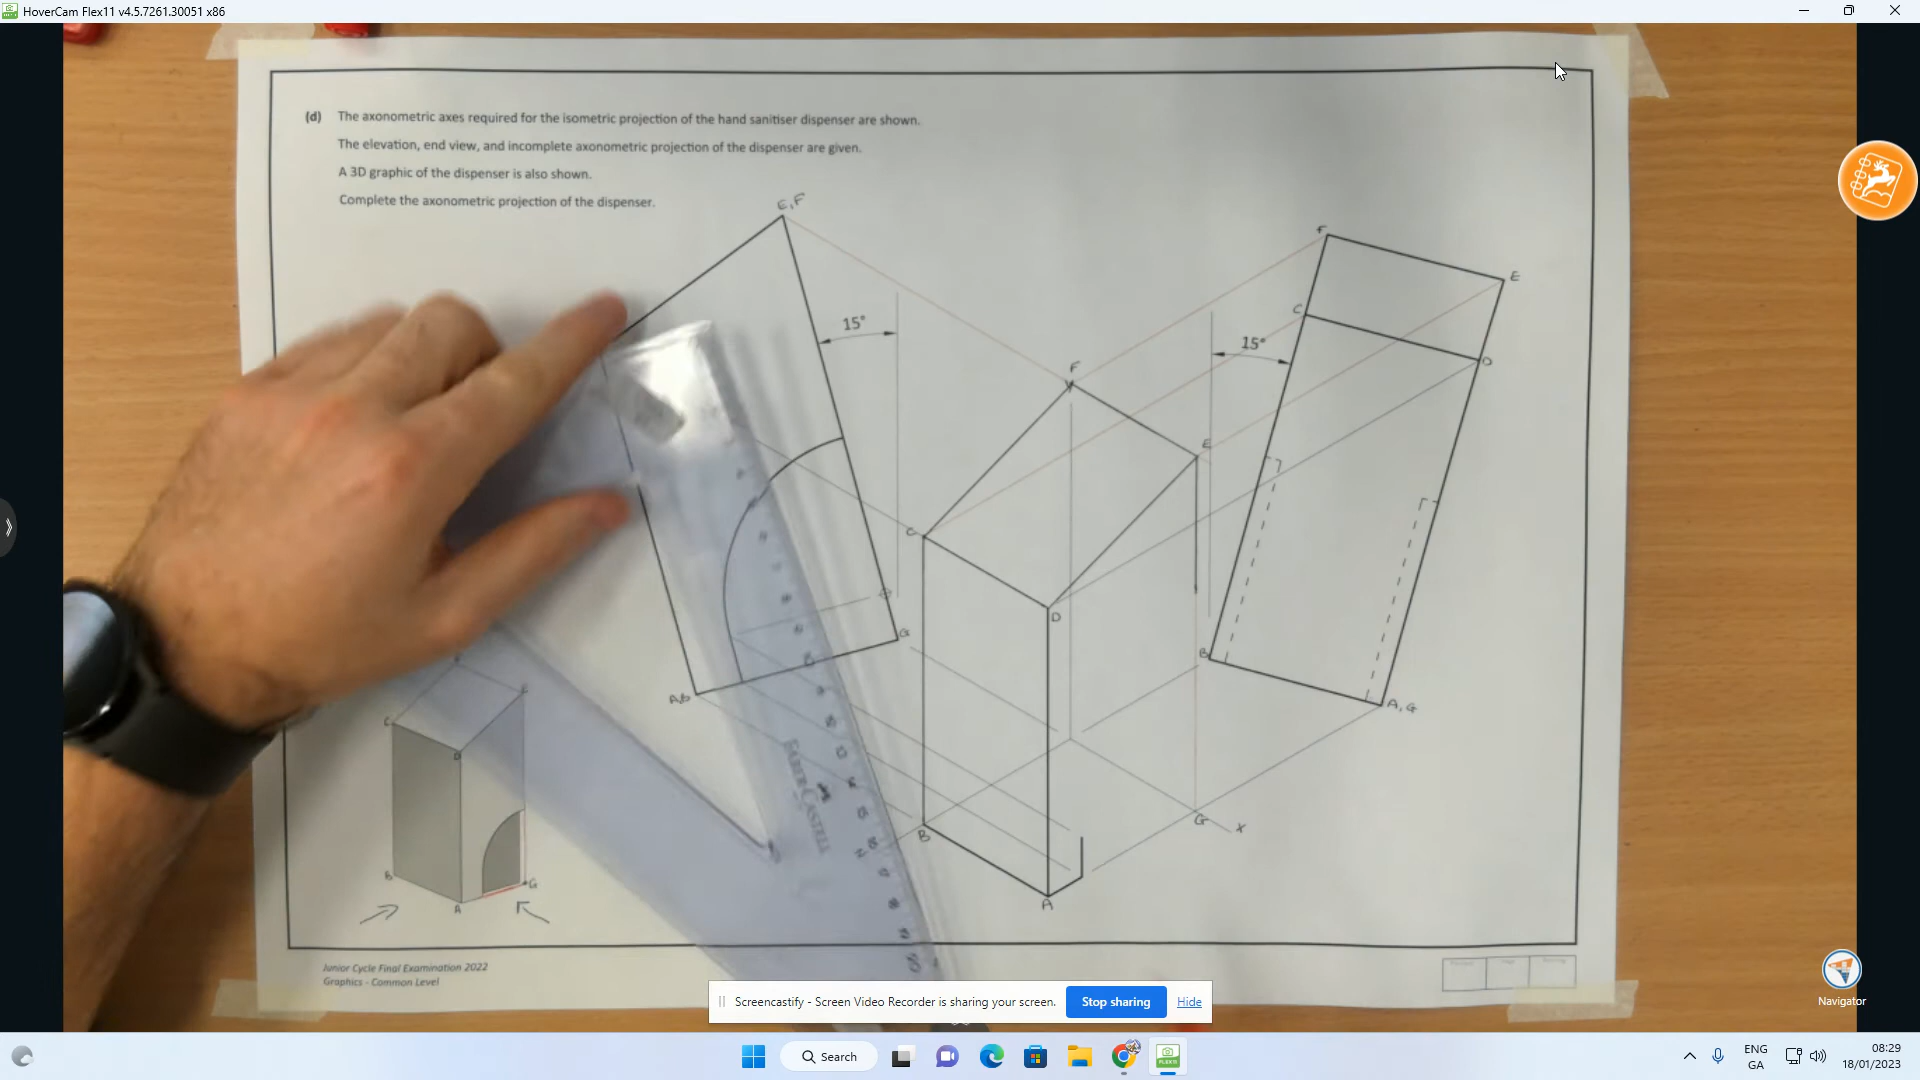 HoverCam Flex11 v4.5.7261.30051 x86
(d) The axonometric axes required for the isometric projection of the hand sanitiser dispenser are shown.
The elevation, end view, and incomplete axonometric projection of the dispenser are given.
A 3D graphic of the dispenser is also shown.
Complete the axonometric projection of the dispenser.
E,F
F
E
15°
C
15°
D
F
E
C
D
G
B
A,B
A,G
C
D
G
X
B
FABER-CASTELL
B
G
A
A
Junior Cycle Final Examination 2022
Graphics - Common Level
Screencastify - Screen Video Recorder is sharing your screen.
Stop sharing
Hide
Navigator
Search
ENG
GA
08:29
18/01/2023